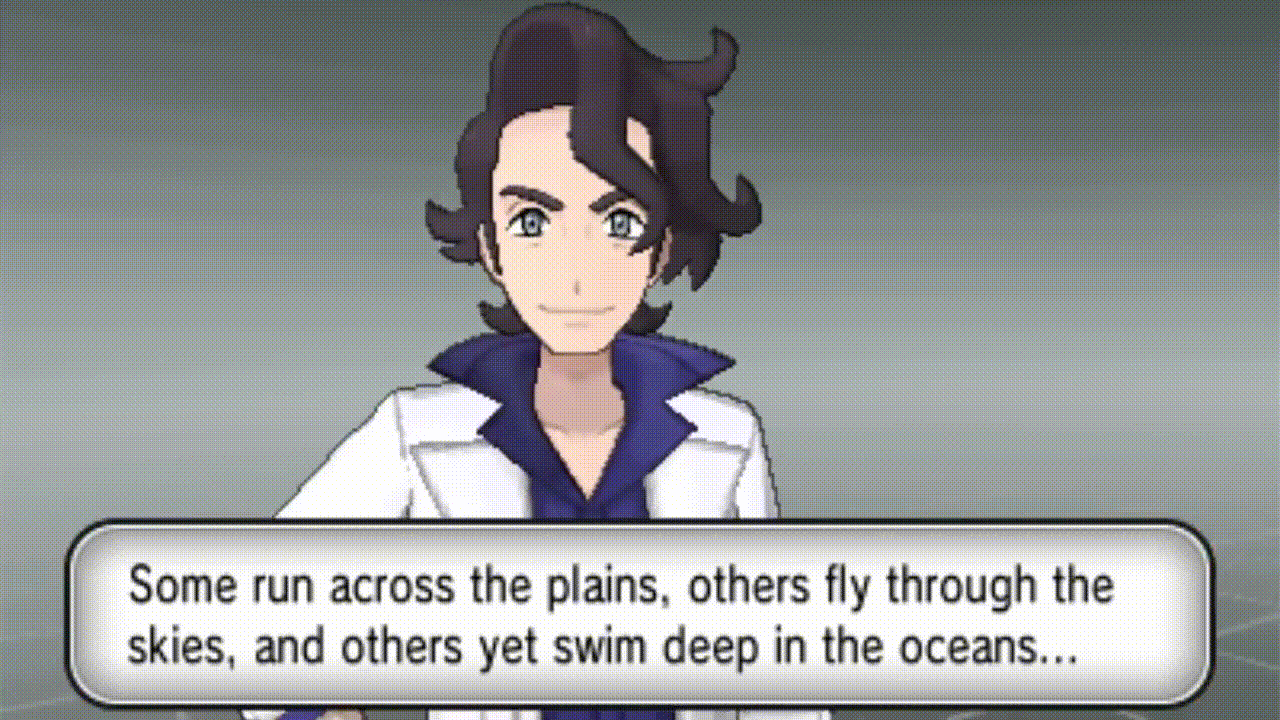 Some run across the plains, others fly through the
skies, and others yet swim deep in the oceans...